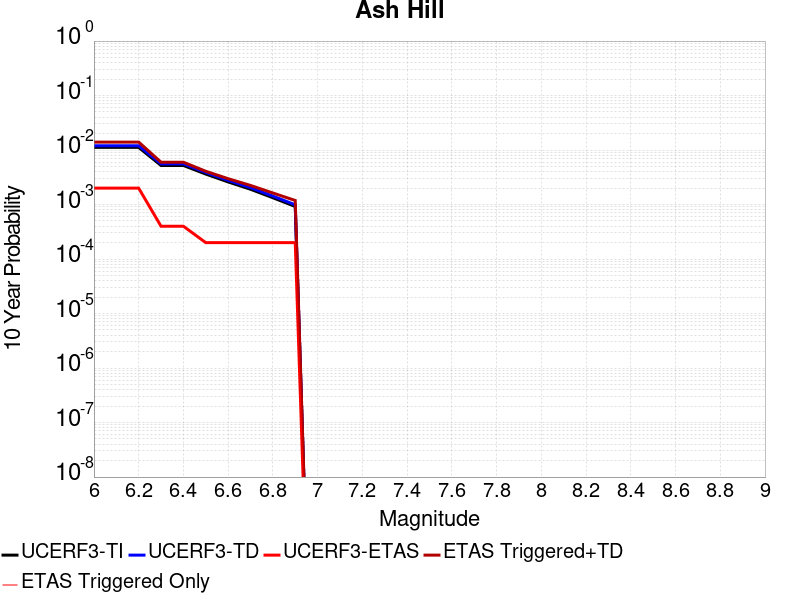 Ash Hill
10^0
10^-1
10^-2
10^-3
10^-4
10^-5
10^-6
10^-7
10^-8
10 Year Probability
6 6.2 6.4 6.6 6.8 7 7.2 7.4 7.6 7.8 8 8.2 8.4 8.6 8.8 9
Magnitude
UCERF3-TI UCERF3-TD UCERF3-ETAS ETAS Triggered+TD
ETAS Triggered Only